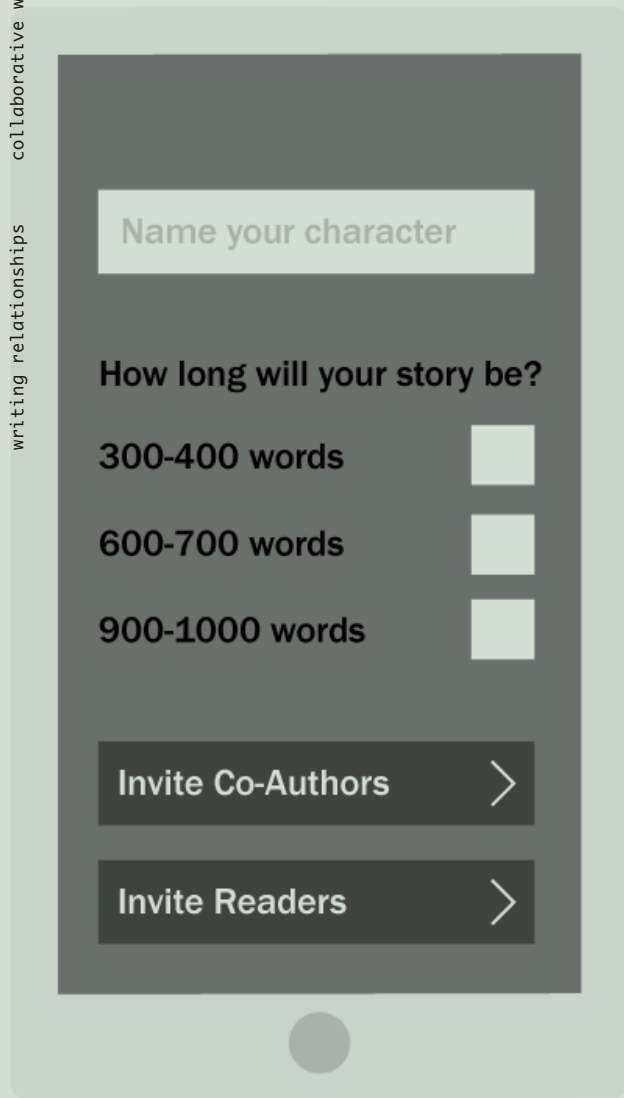 writing relationships collaborative
Name your character
How long will your story be?
300-400 words
600-700 words
900-1000 words
Invite Co-Authors
Invite Readers